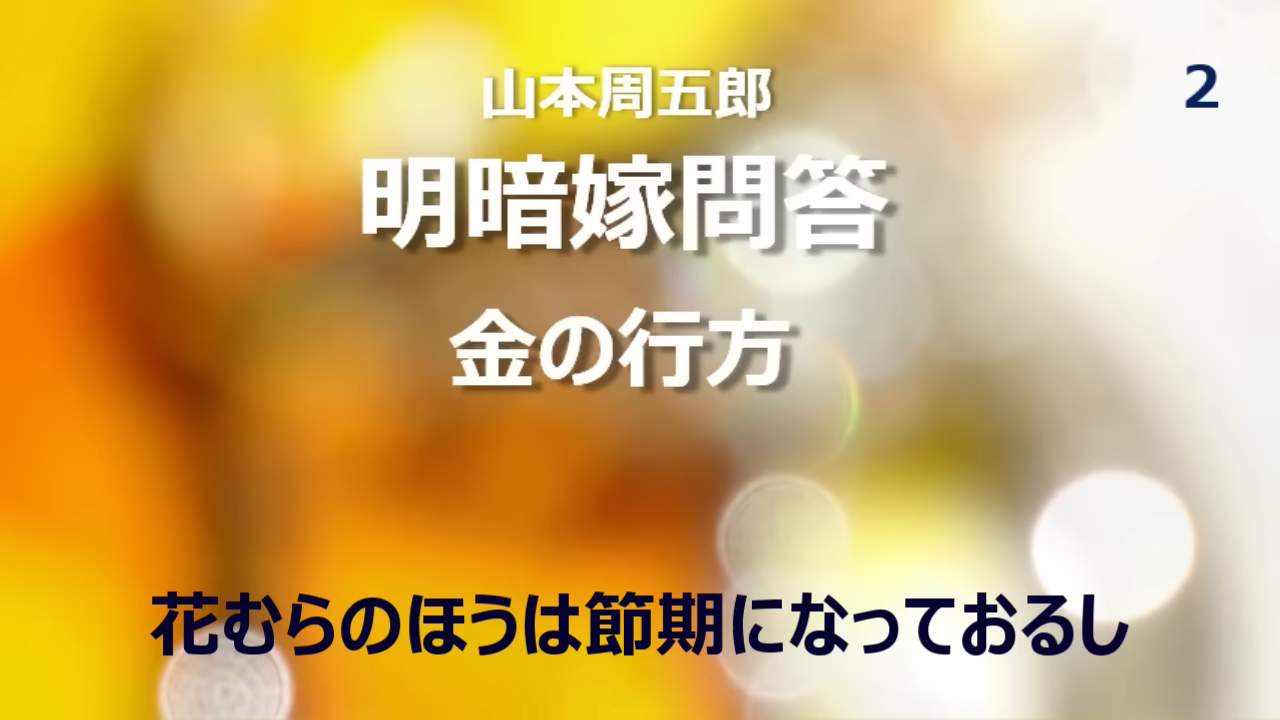 山本周五郎
2
明暗嫁問答
金の行方
花むらのほうは節期になっておるし